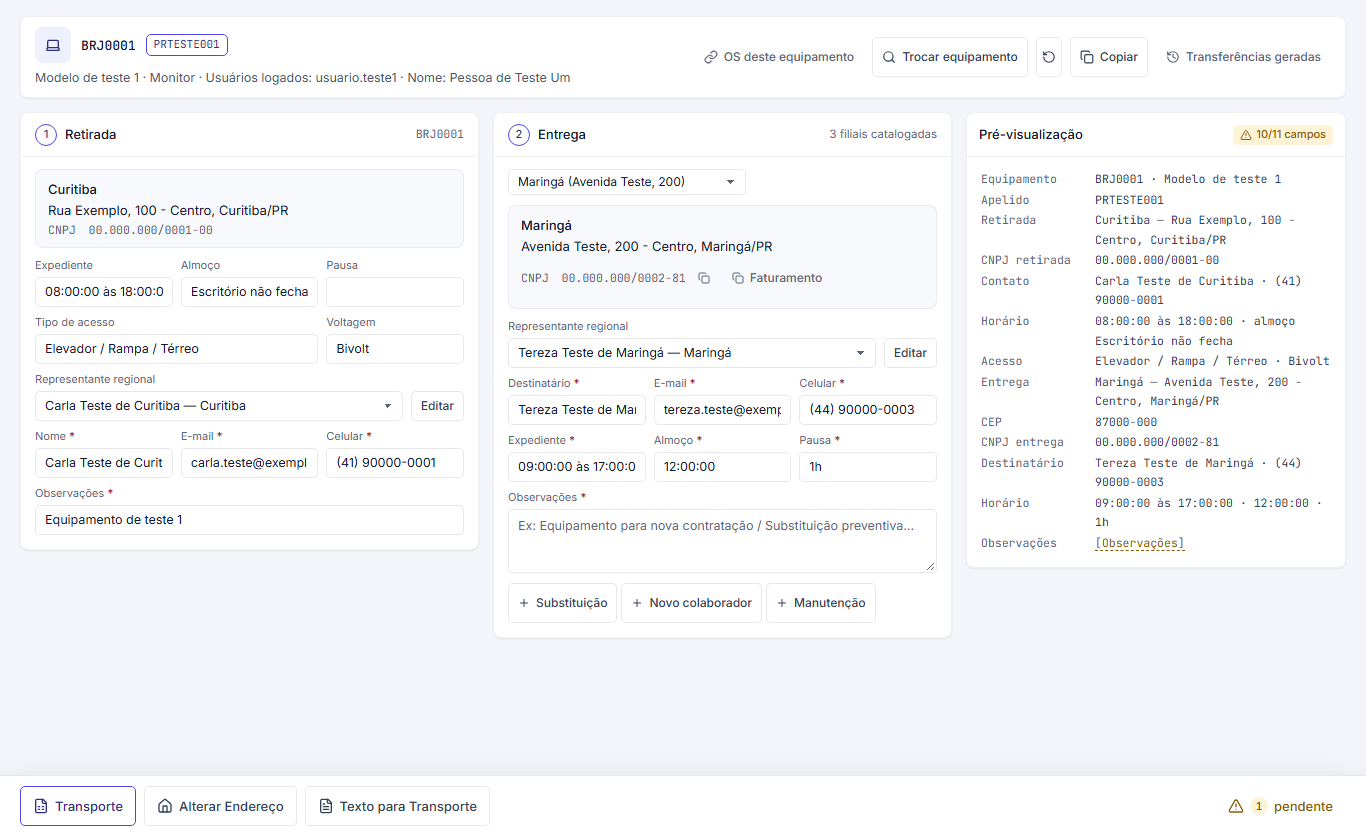 BRJ0001 PRTESTE001
Modelo de teste 1 · Monitor · Usuários logados: usuario.teste1 · Nome: Pessoa de Teste Um
OS deste equipamento
Trocar equipamento
Copiar
Transferências geradas
1 Retirada BRJ0001
Curitiba
Rua Exemplo, 100 - Centro, Curitiba/PR
CNPJ 00.000.000/0001-00
Expediente Almoço Pausa
08:00:00 às 18:00:0 Escritório não fecha
Tipo de acesso Voltagem
Elevador / Rampa / Térreo Bivolt
Representante regional
Carla Teste de Curitiba — Curitiba Editar
Nome * E-mail * Celular *
Carla Teste de Curit carla.teste@exempl (41) 90000-0001
Observações *
Equipamento de teste 1
2 Entrega 3 filiais catalogadas
Maringá (Avenida Teste, 200)
Maringá
Avenida Teste, 200 - Centro, Maringá/PR
CNPJ 00.000.000/0002-81 Faturamento
Representante regional
Tereza Teste de Maringá — Maringá Editar
Destinatário * E-mail * Celular *
Tereza Teste de Mar tereza.teste@exemp (44) 90000-0003
Expediente * Almoço * Pausa *
09:00:00 às 17:00:0 12:00:00 1h
Observações *
Ex: Equipamento para nova contratação / Substituição preventiva...
+ Substituição + Novo colaborador + Manutenção
Pré-visualização 10/11 campos
Equipamento BRJ0001 · Modelo de teste 1
Apelido PRTESTE001
Retirada Curitiba — Rua Exemplo, 100 -
Centro, Curitiba/PR
CNPJ retirada 00.000.000/0001-00
Contato Carla Teste de Curitiba · (41)
90000-0001
Horário 08:00:00 às 18:00:00 · almoço
Escritório não fecha
Acesso Elevador / Rampa / Térreo · Bivolt
Entrega Maringá — Avenida Teste, 200 -
Centro, Maringá/PR
CEP 87000-000
CNPJ entrega 00.000.000/0002-81
Destinatário Tereza Teste de Maringá · (44)
90000-0003
Horário 09:00:00 às 17:00:00 · 12:00:00 ·
1h
Observações [Observações]
Transporte
Alterar Endereço
Texto para Transporte
1 pendente